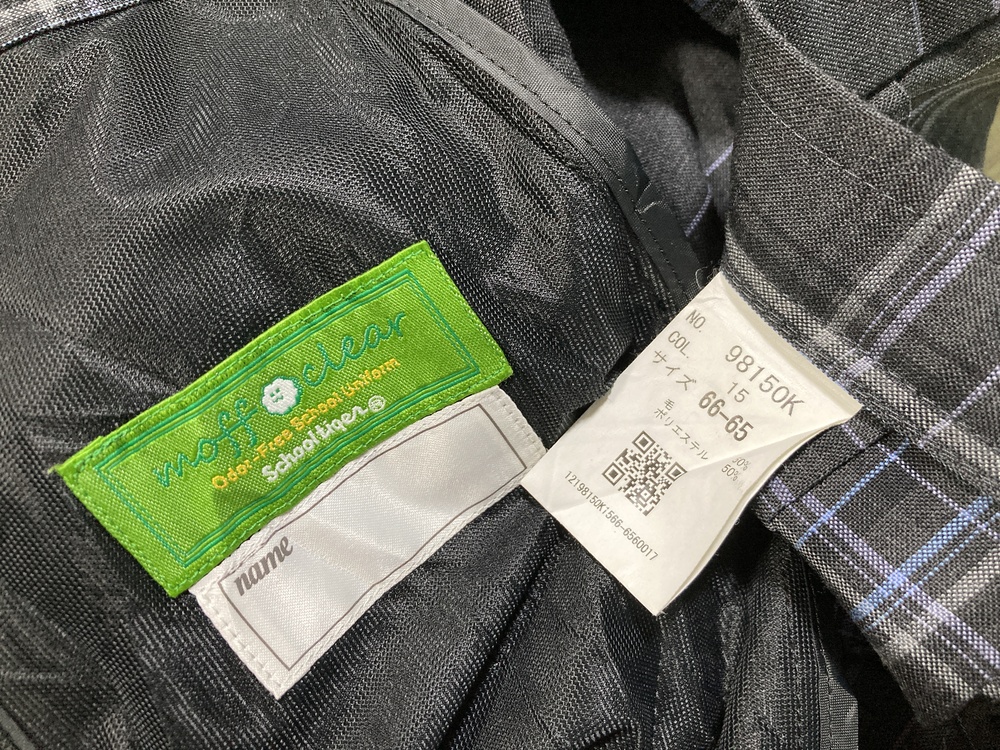 moff clear
Odor-Free School Uniform
Schooltiger®
name
NO. 98150K
COL. 15
サイズ 66-65
毛 50%
ポリエステル 50%
12198150K1566-6560017